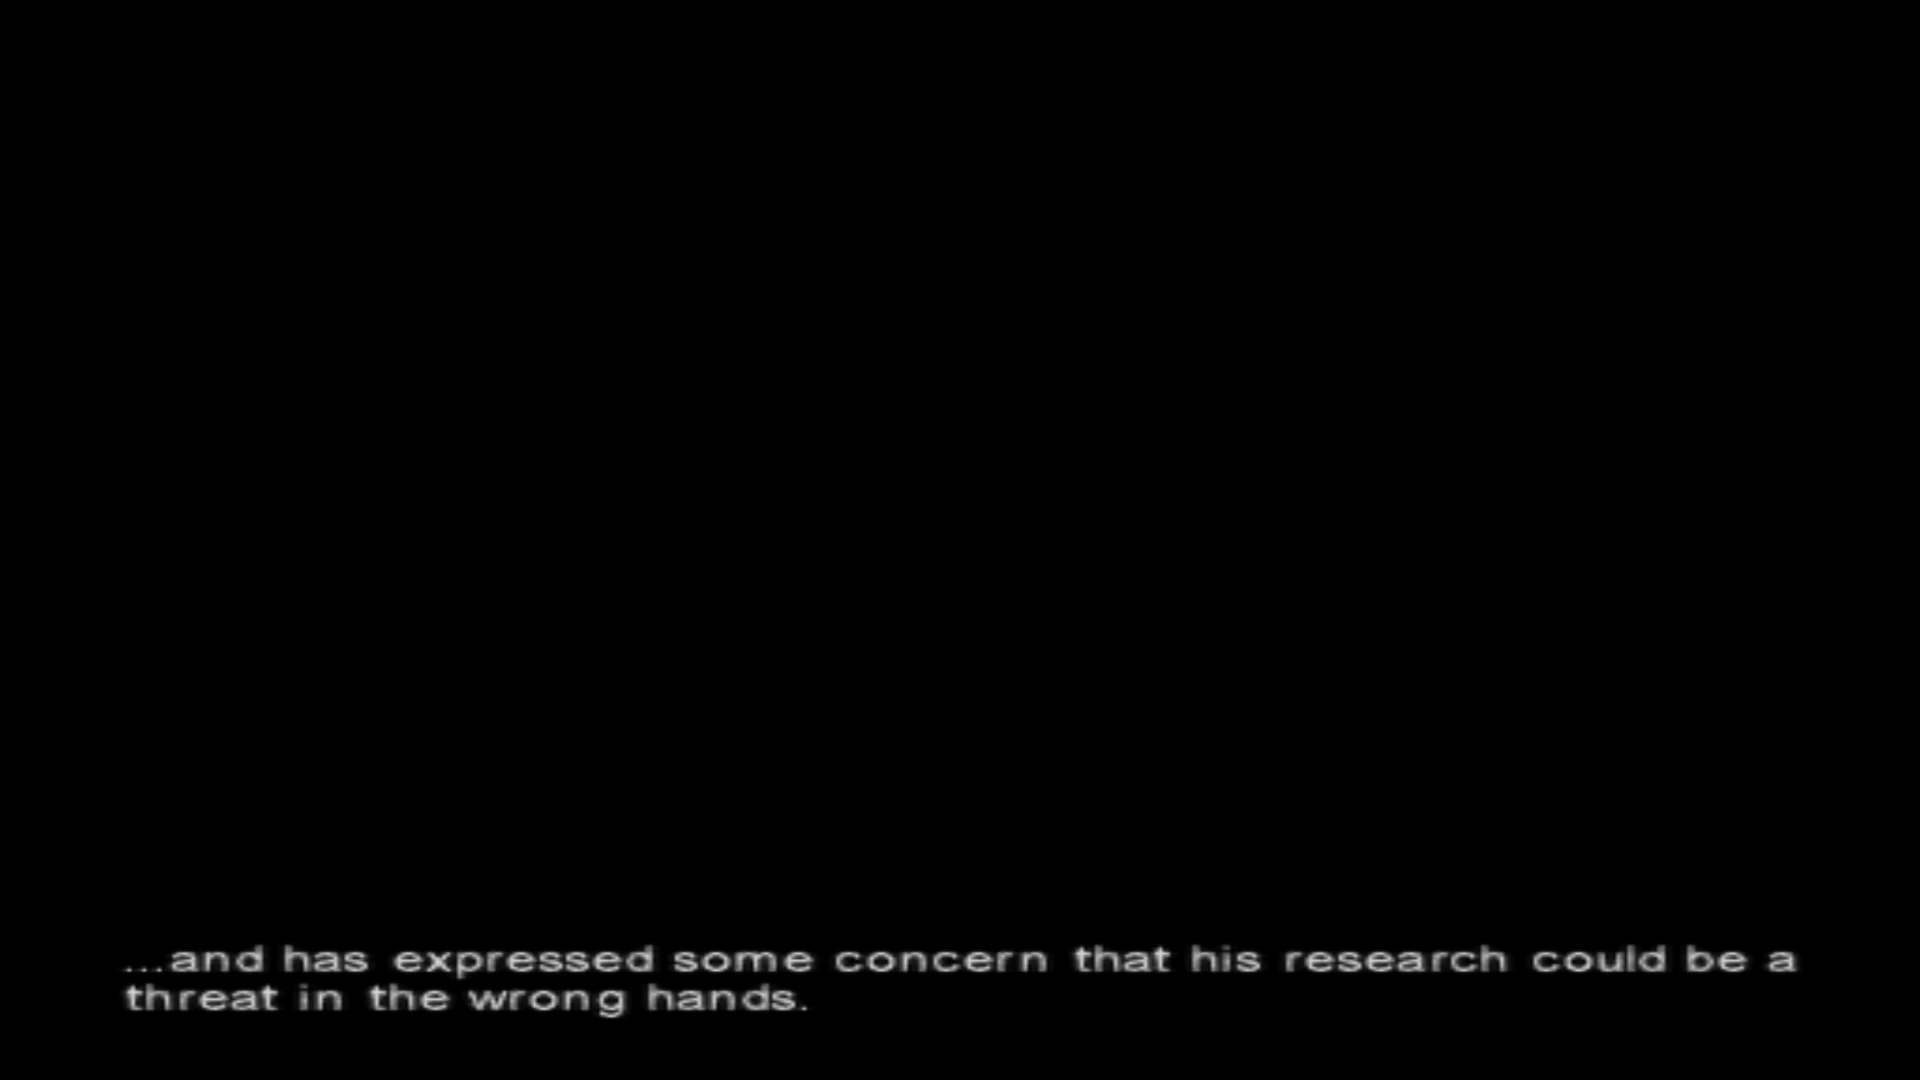 ...and has expressed some concern that his research could be a
threat in the wrong hands.